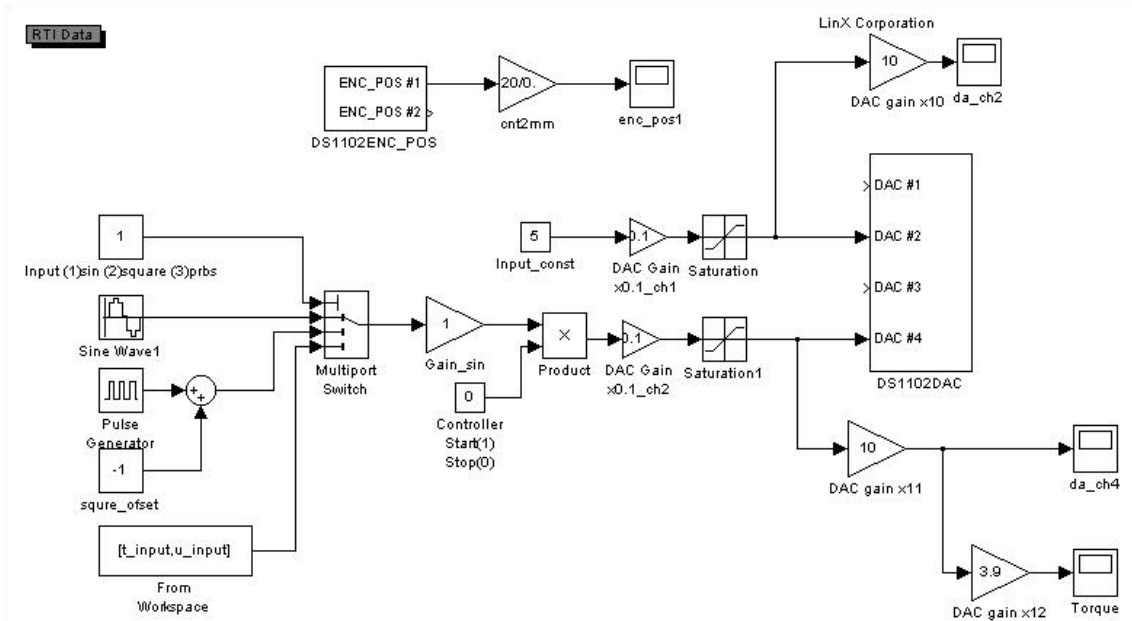 RTI Data
LinX Corporation
10
DAC gain x10
da_ch2
ENC_POS #1
ENC_POS #2
DS1102ENC_POS
20/0.
cnt2mm
enc_pos1
DAC #1
DAC #2
DAC #3
DAC #4
DS1102DAC
1
Input (1)sin (2)square (3)prbs
5
Input_const
0.1
DAC Gain
x0.1_ch1
Saturation
Sine Wave1
Multiport
Switch
1
Gain_sin
×
Product
0.1
DAC Gain
x0.1_ch2
Saturation1
Pulse
Generator
0
Controller
Start(1)
Stop(0)
-1
squre_ofset
10
DAC gain x11
da_ch4
[t_input,u_input]
From
Workspace
3.9
DAC gain x12
Torque